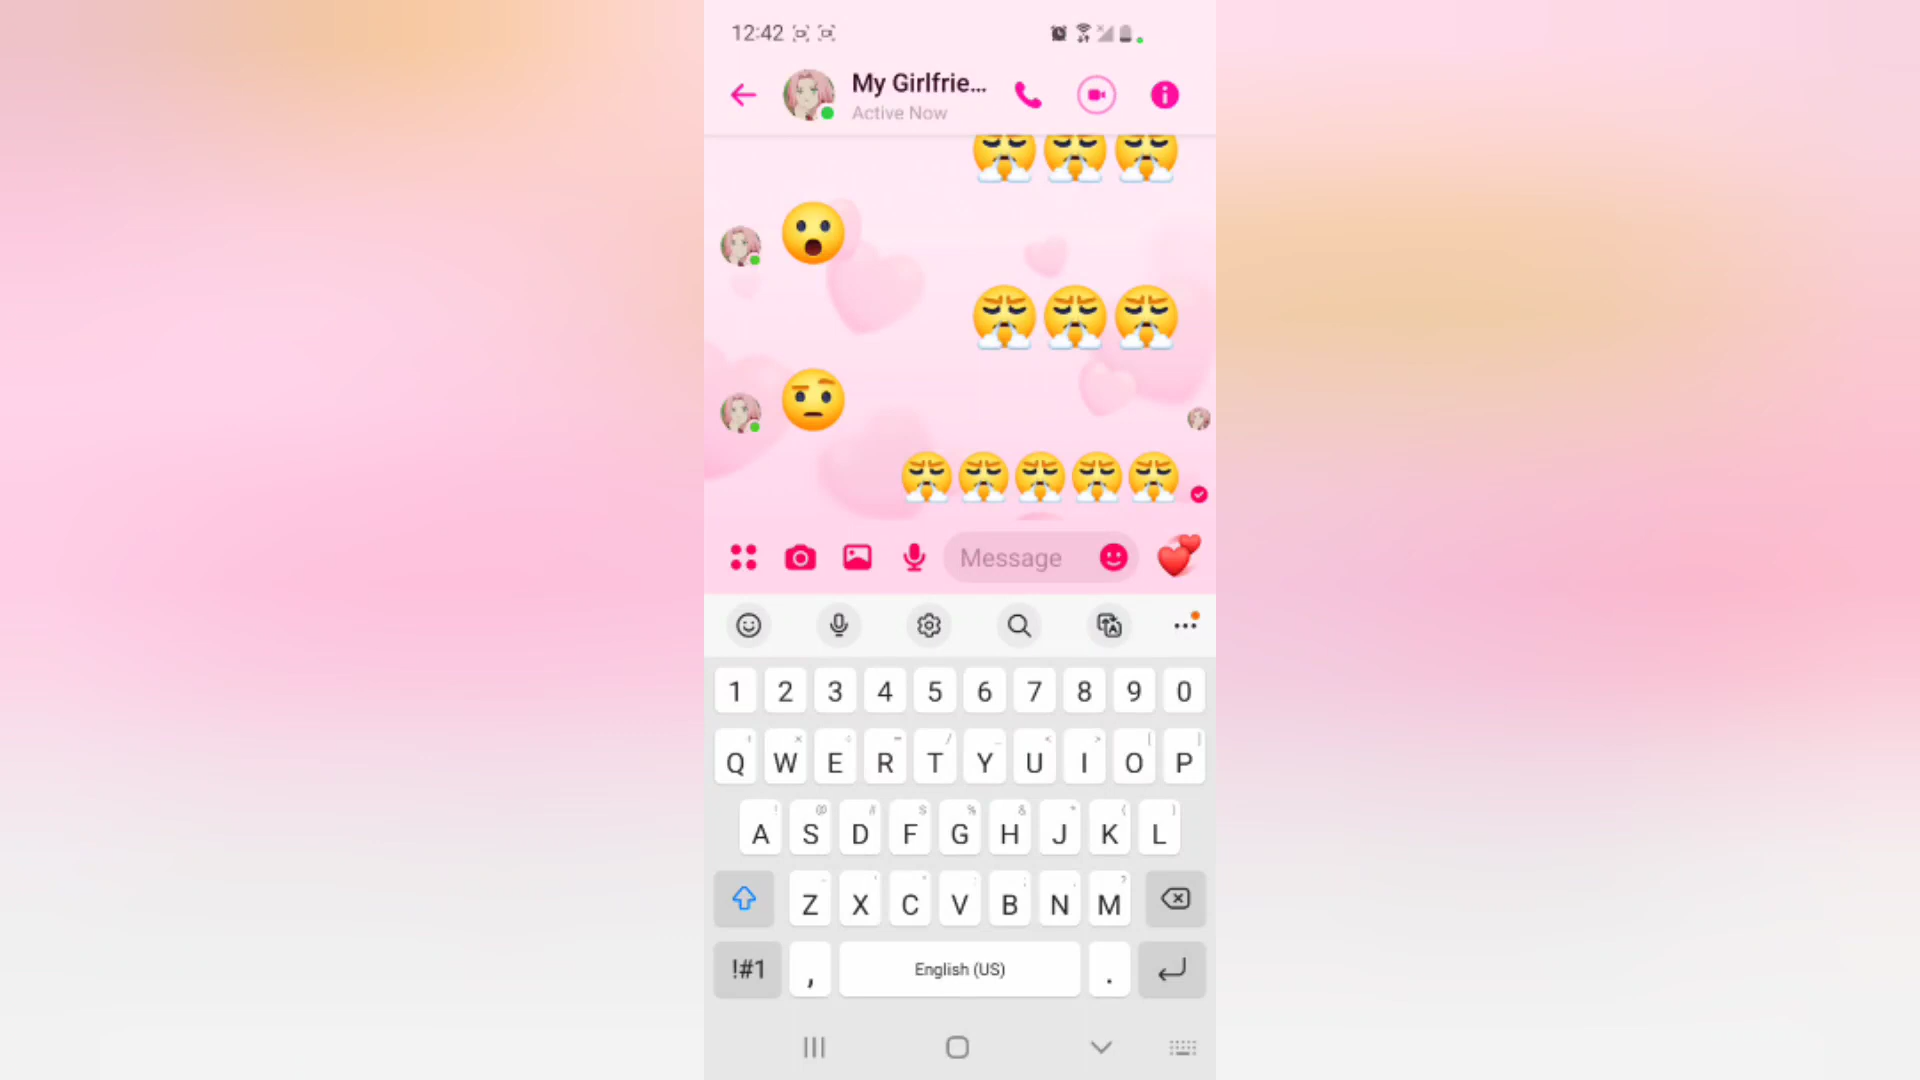 12:42
My Girlfrie...
Active Now
Message
1 2 3 4 5 6 7 8 9 0
Q W E R T Y U I O P
A S D F G H J K L
Z X C V B N M
!#1 , English (US) .